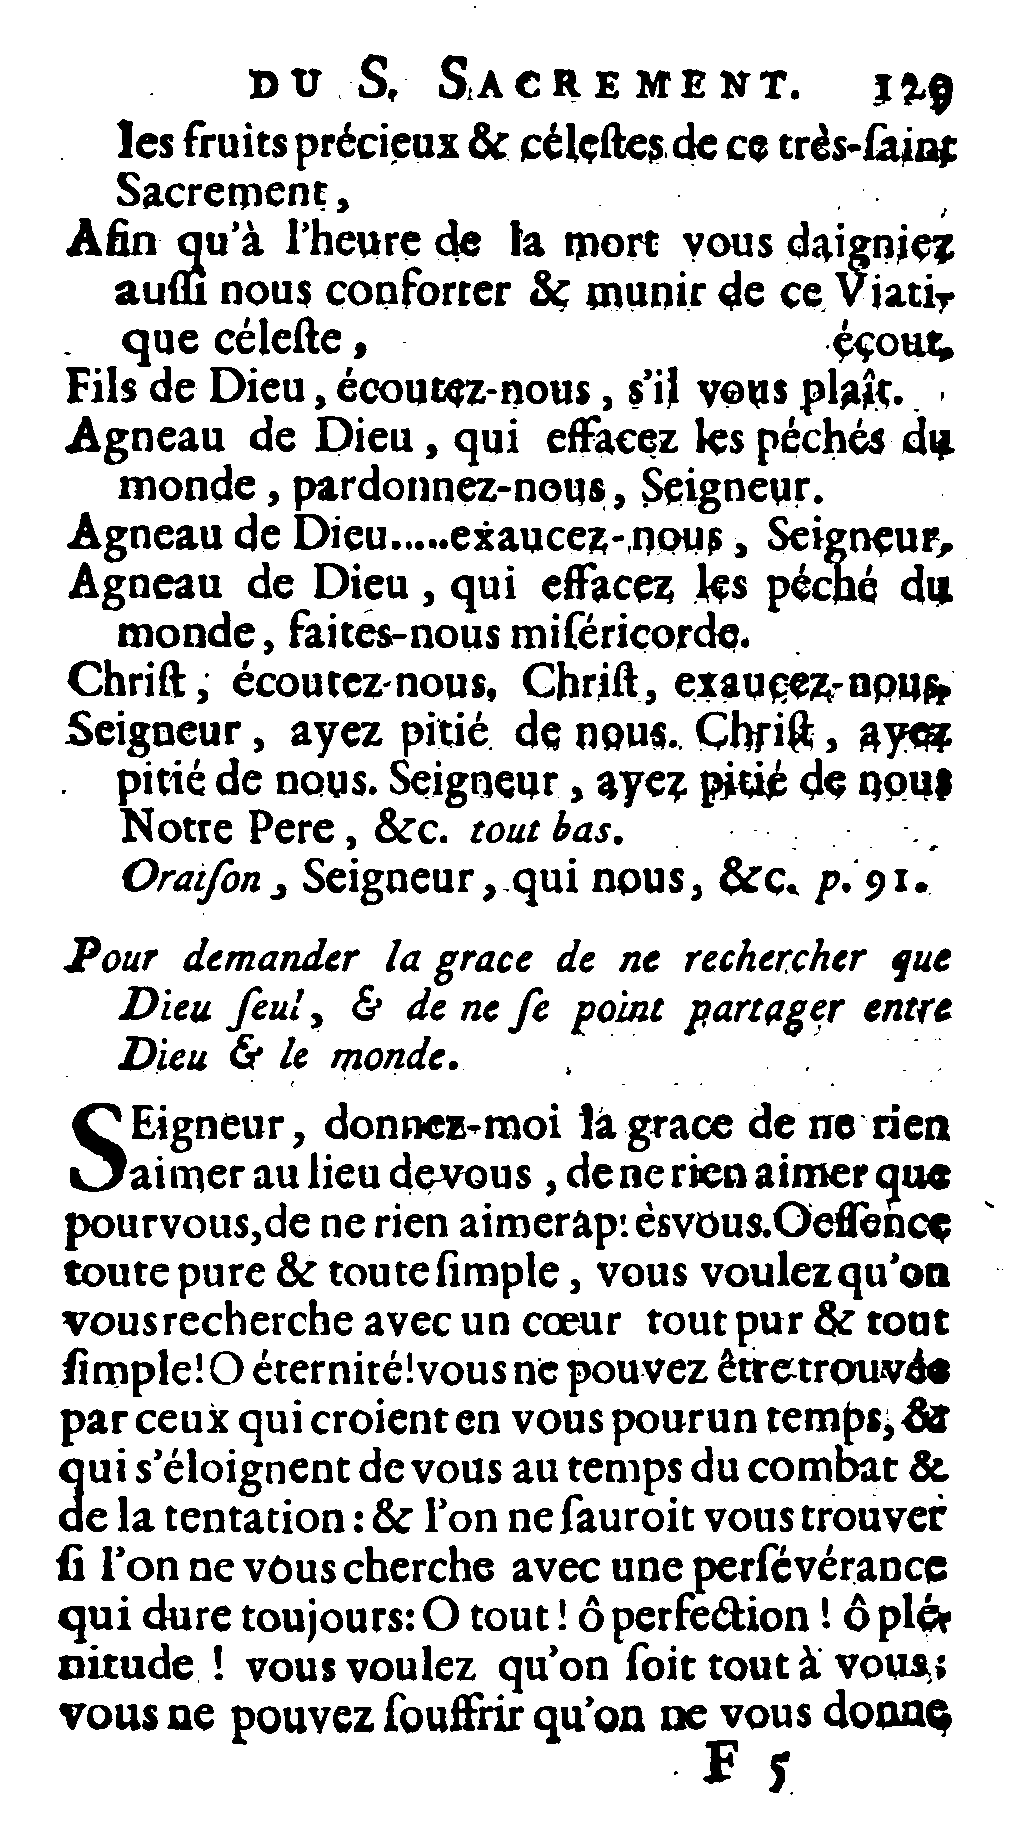 DU S. SACREMENT. 129
les fruits précieux & céleſtes de ce très-ſaint
Sacrement,
Afin qu'à l'heure de la mort vous daigniez
auſſi nous conforter & munir de ce Viati-
que céleſte, écout.
Fils de Dieu, écoutez-nous, s'il vous plaît.
Agneau de Dieu, qui effacez les péchés du
monde, pardonnez-nous, Seigneur.
Agneau de Dieu.....exaucez-nous, Seigneur,
Agneau de Dieu, qui effacez les péché du
monde, faites-nous miſéricorde.
Chriſt, écoutez-nous, Chriſt, exaucez-nous,
Seigneur, ayez pitié de nous. Chriſt, ayez
pitié de nous. Seigneur, ayez pitié de nous
Notre Pere, &c. tout bas.
Oraiſon, Seigneur, qui nous, &c. p. 91.
Pour demander la grace de ne rechercher que
Dieu ſeul, & de ne ſe point partager entre
Dieu & le monde.
SEigneur, donnez-moi la grace de ne rien
aimer au lieu de vous, de ne rien aimer que
pour vous, de ne rien aimer après vous. O eſſence
toute pure & toute ſimple, vous voulez qu'on
vous recherche avec un cœur tout pur & tout
ſimple! O éternité! vous ne pouvez être trouvée
par ceux qui croient en vous pour un temps, &
qui s'éloignent de vous au temps du combat &
de la tentation: & l'on ne ſauroit vous trouver
ſi l'on ne vous cherche avec une perſévérance
qui dure toujours: O tout! ô perfection! ô plé-
nitude! vous voulez qu'on ſoit tout à vous;
vous ne pouvez ſouffrir qu'on ne vous donne
F 5